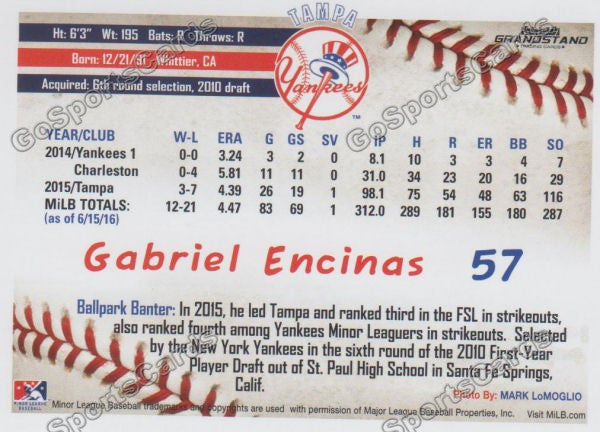 TAMPA
Yankees
™
GRANDSTAND
TRADING CARDS
Ht: 6'3" Wt: 195 Bats: R Throws: R
Born: 12/21/91 Whittier, CA
Acquired: 6th round selection, 2010 draft
YEAR/CLUB W-L ERA G GS SV IP H R ER BB SO
2014/Yankees 1 0-0 3.24 3 2 0 8.1 10 3 3 4 7
Charleston 0-4 5.81 11 11 0 31.0 34 23 20 16 29
2015/Tampa 3-7 4.39 26 19 1 98.1 75 54 48 63 116
MiLB TOTALS: 12-21 4.47 83 69 1 312.0 289 181 155 180 287
(as of 6/15/16)
Gabriel Encinas 57
Ballpark Banter: In 2015, he led Tampa and ranked third in the FSL in strikeouts,
also ranked fourth among Yankees Minor Leaguers in strikeouts. Selected
by the New York Yankees in the sixth round of the 2010 First-Year
Player Draft out of St. Paul High School in Santa Fe Springs,
Calif.
Photo By: MARK LoMOGLIO
MINOR LEAGUE
BASEBALL
Minor League Baseball trademarks and copyrights are used with permission of Major League Baseball Properties, Inc. Visit MiLB.com
GoSportsCards
GoSportsCards
GoSportsCards
GoSportsCards